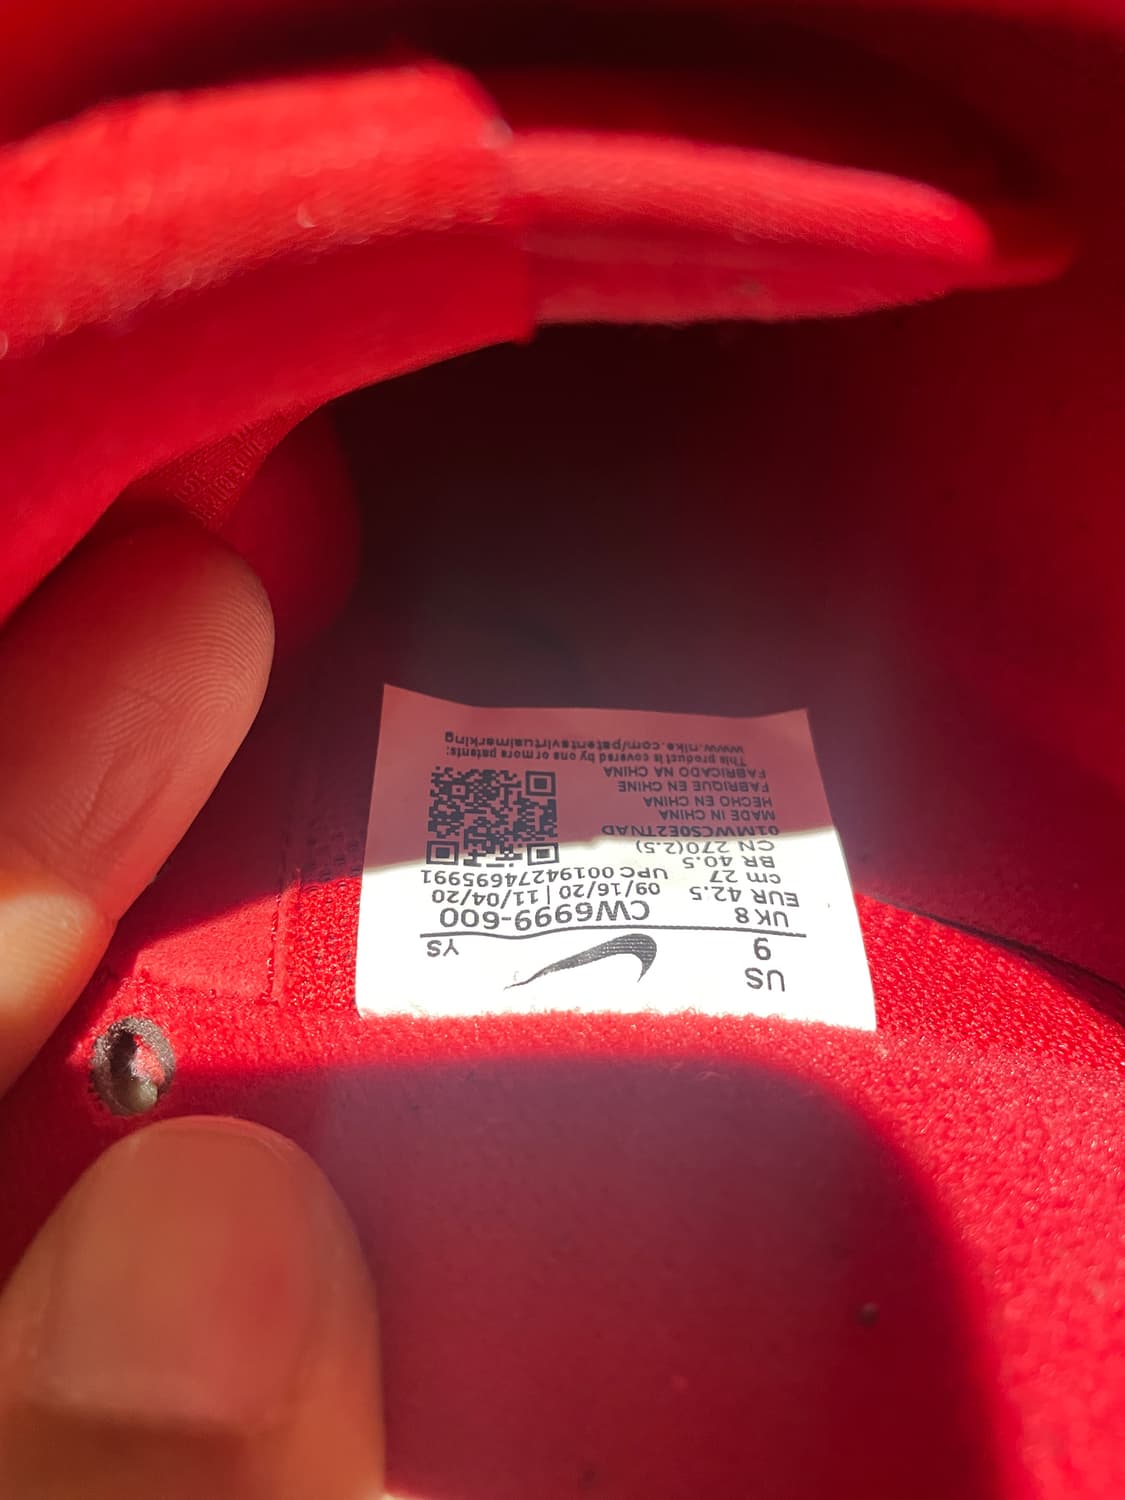 US
9
YS
UK 8
CW6999-600
EUR 42.5
09/16/20 | 11/04/20
cm 27
UPC 00194274695991
BR 40.5
CN 270(2.5)
01MWCS0E2TNAD
MADE IN CHINA
HECHO EN CHINA
FABRIQUE EN CHINE
FABRICADO NA CHINA
This product is covered by one or more patents:
www.nike.com/patentsvirtualmarking